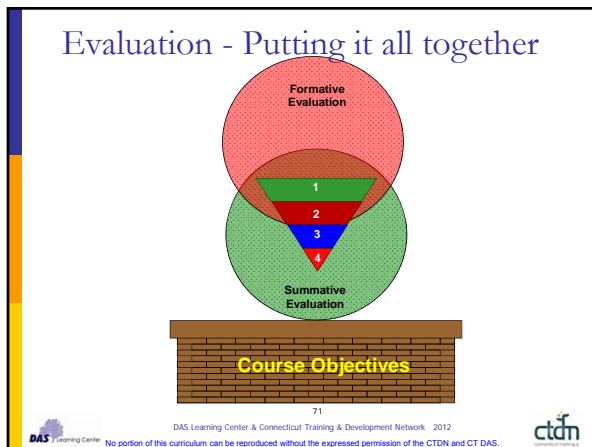 Evaluation - Putting it all together
Formative
Evaluation
1
2
3
4
Summative
Evaluation
Course Objectives
71
DAS Learning Center & Connecticut Training & Development Network 2012
DAS Learning Center
No portion of this curriculum can be reproduced without the expressed permission of the CTDN and CT DAS.
ctdn
connecticut training &